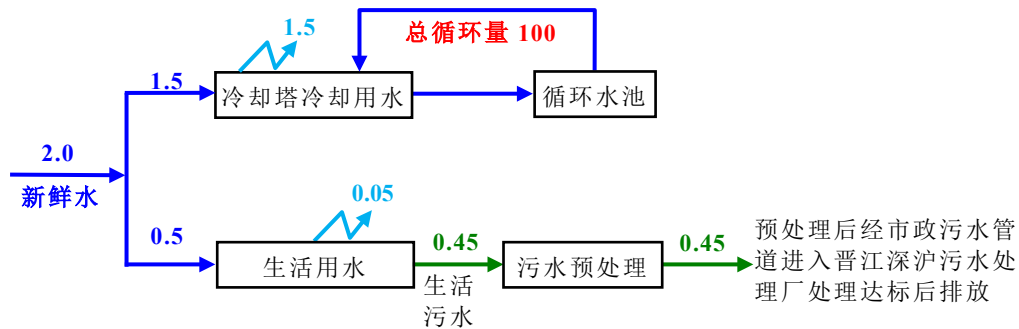 1.5
总循环量 100
1.5
冷却塔冷却用水
循环水池
2.0
新鲜水
0.05
0.5
生活用水
0.45
生活
污水
污水预处理
0.45
预处理后经市政污水管
道进入晋江深沪污水处
理厂处理达标后排放